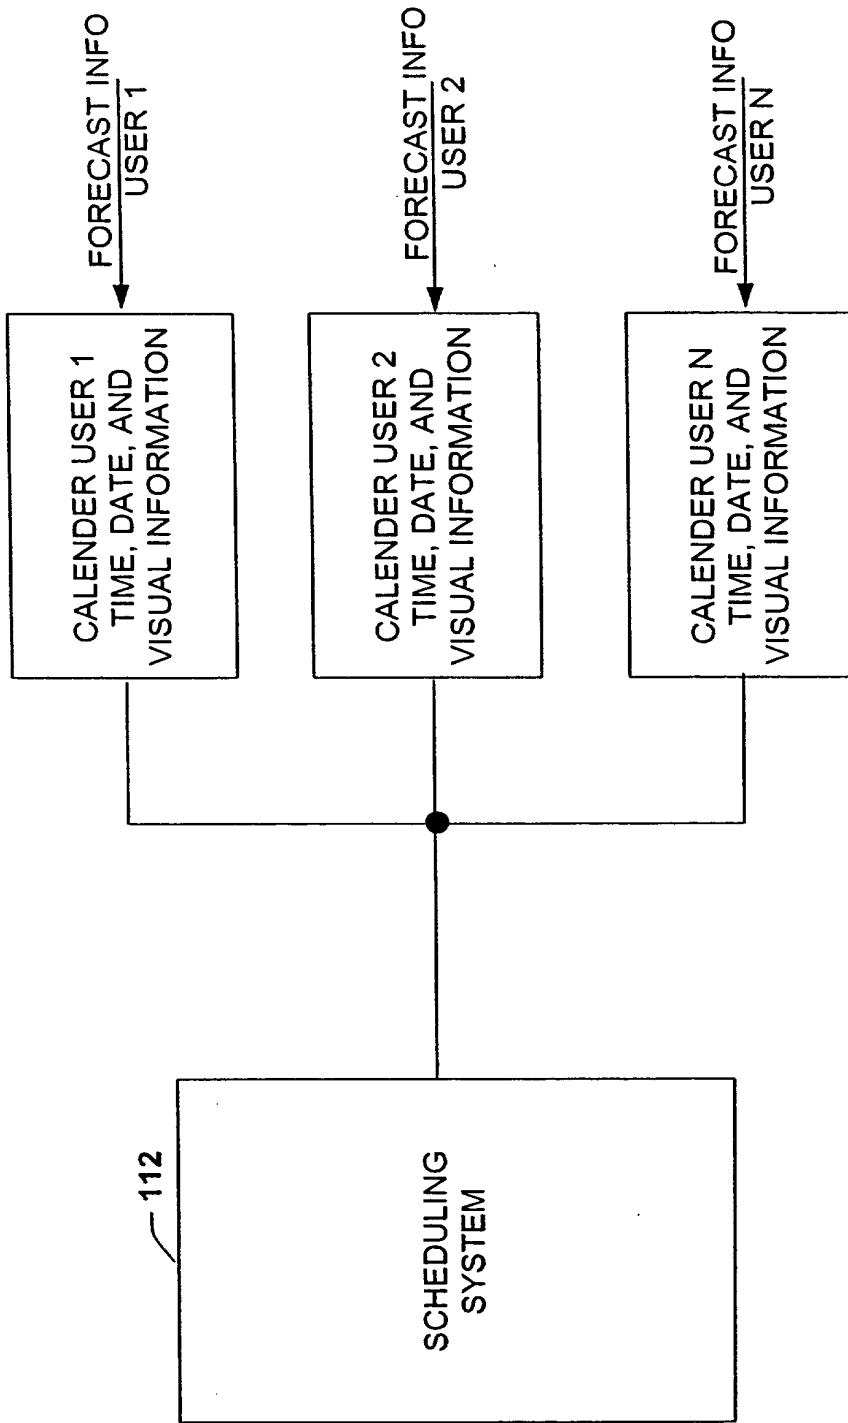 112
SCHEDULING
SYSTEM
CALENDER USER 1
TIME, DATE, AND
VISUAL INFORMATION
FORECAST INFO
USER 1
CALENDER USER 2
TIME, DATE, AND
VISUAL INFORMATION
FORECAST INFO
USER 2
CALENDER USER N
TIME, DATE, AND
VISUAL INFORMATION
FORECAST INFO
USER N